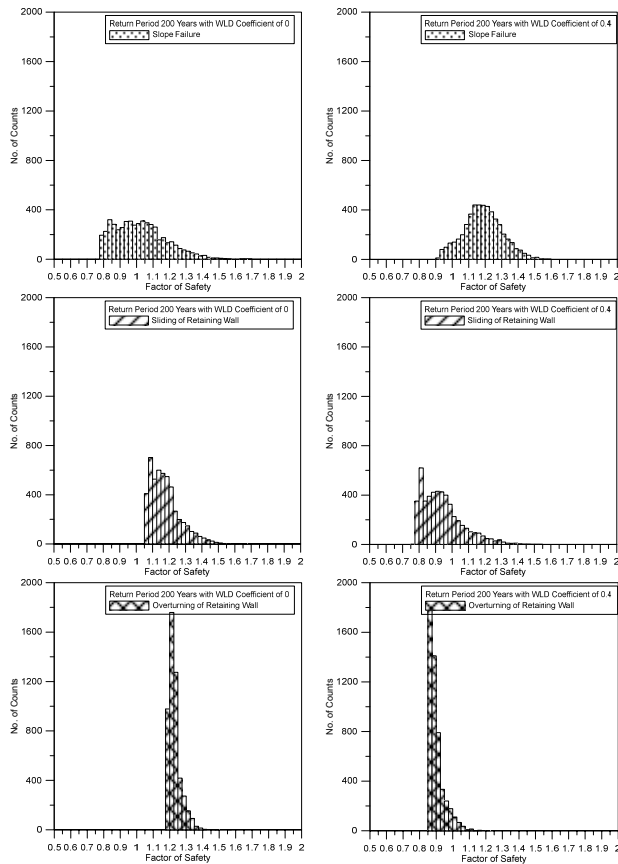 Return Period 200 Years with WLD Coefficient of 0
Slope Failure
2000
1600
1200
800
400
0
No. of Counts
0.5 0.6 0.7 0.8 0.9 1 1.1 1.2 1.3 1.4 1.5 1.6 1.7 1.8 1.9 2
Factor of Safety
Return Period 200 Years with WLD Coefficient of 0.4
Slope Failure
2000
1600
1200
800
400
0
No. of Counts
0.5 0.6 0.7 0.8 0.9 1 1.1 1.2 1.3 1.4 1.5 1.6 1.7 1.8 1.9 2
Factor of Safety
Return Period 200 Years with WLD Coefficient of 0
Sliding of Retaining Wall
2000
1600
1200
800
400
0
No. of Counts
0.5 0.6 0.7 0.8 0.9 1 1.1 1.2 1.3 1.4 1.5 1.6 1.7 1.8 1.9 2
Factor of Safety
Return Period 200 Years with WLD Coefficient of 0.4
Sliding of Retaining Wall
2000
1600
1200
800
400
0
No. of Counts
0.5 0.6 0.7 0.8 0.9 1 1.1 1.2 1.3 1.4 1.5 1.6 1.7 1.8 1.9 2
Factor of Safety
Return Period 200 Years with WLD Coefficient of 0
Overturning of Retaining Wall
2000
1600
1200
800
400
0
No. of Counts
0.5 0.6 0.7 0.8 0.9 1 1.1 1.2 1.3 1.4 1.5 1.6 1.7 1.8 1.9 2
Factor of Safety
Return Period 200 Years with WLD Coefficient of 0.4
Overturning of Retaining Wall
2000
1600
1200
800
400
0
No. of Counts
0.5 0.6 0.7 0.8 0.9 1 1.1 1.2 1.3 1.4 1.5 1.6 1.7 1.8 1.9 2
Factor of Safety